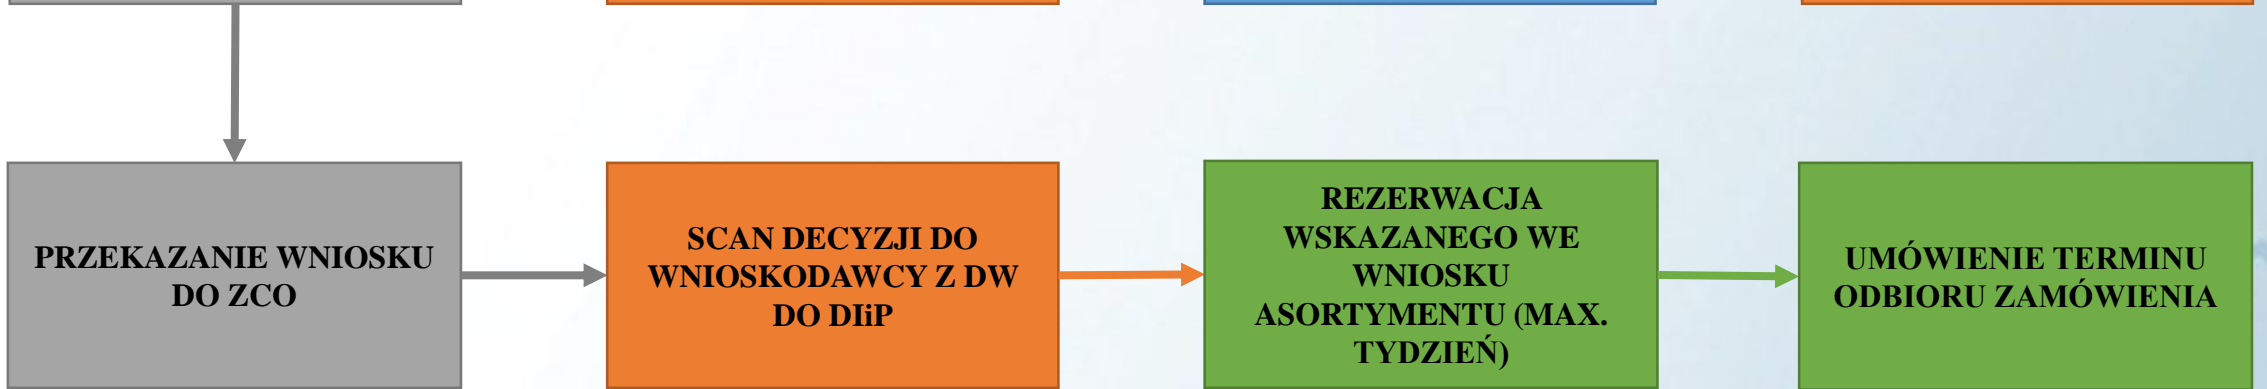 PRZEKAZANIE WNIOSKU
DO ZCO
SCAN DECYZJI DO
WNIOSKODAWCY Z DW
DO DIiP
REZERWACJA
WSKAZANEGO WE
WNIOSKU
ASORTYMENTU (MAX.
TYDZIEŃ)
UMÓWIENIE TERMINU
ODBIORU ZAMÓWIENIA